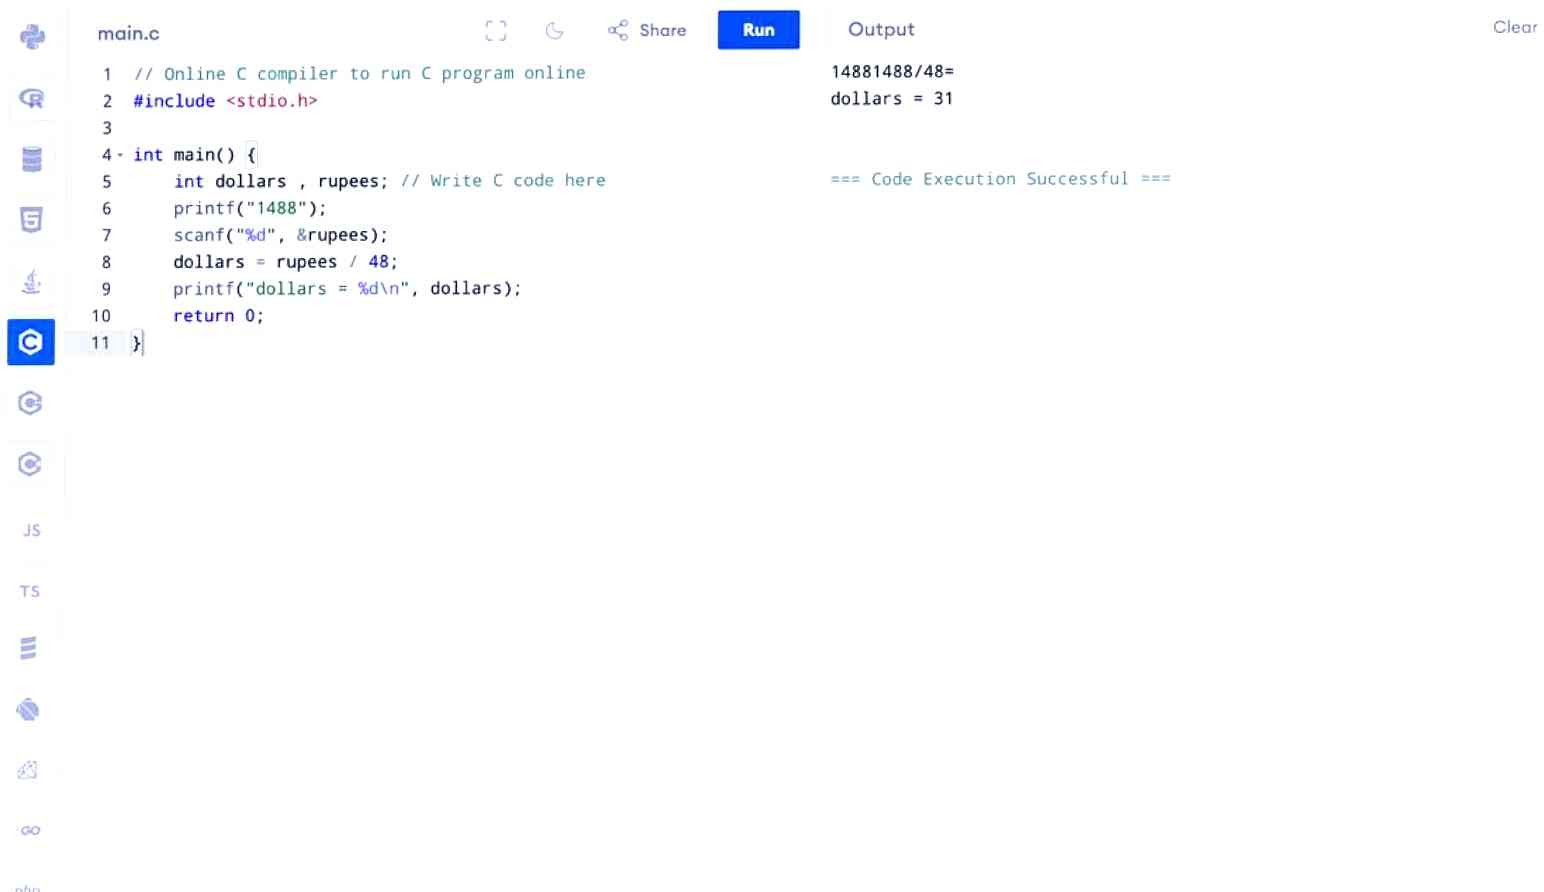 main.c
Share
Run
Output
Clear
1 // Online C compiler to run C program online
2 #include <stdio.h>
3
4 int main() {
5 int dollars , rupees; // Write C code here
6 printf("1488");
7 scanf("%d", &rupees);
8 dollars = rupees / 48;
9 printf("dollars = %d\n", dollars);
10 return 0;
11 }
14881488/48=
dollars = 31
=== Code Execution Successful ===
R
5
C
C
C
JS
TS
GO
php